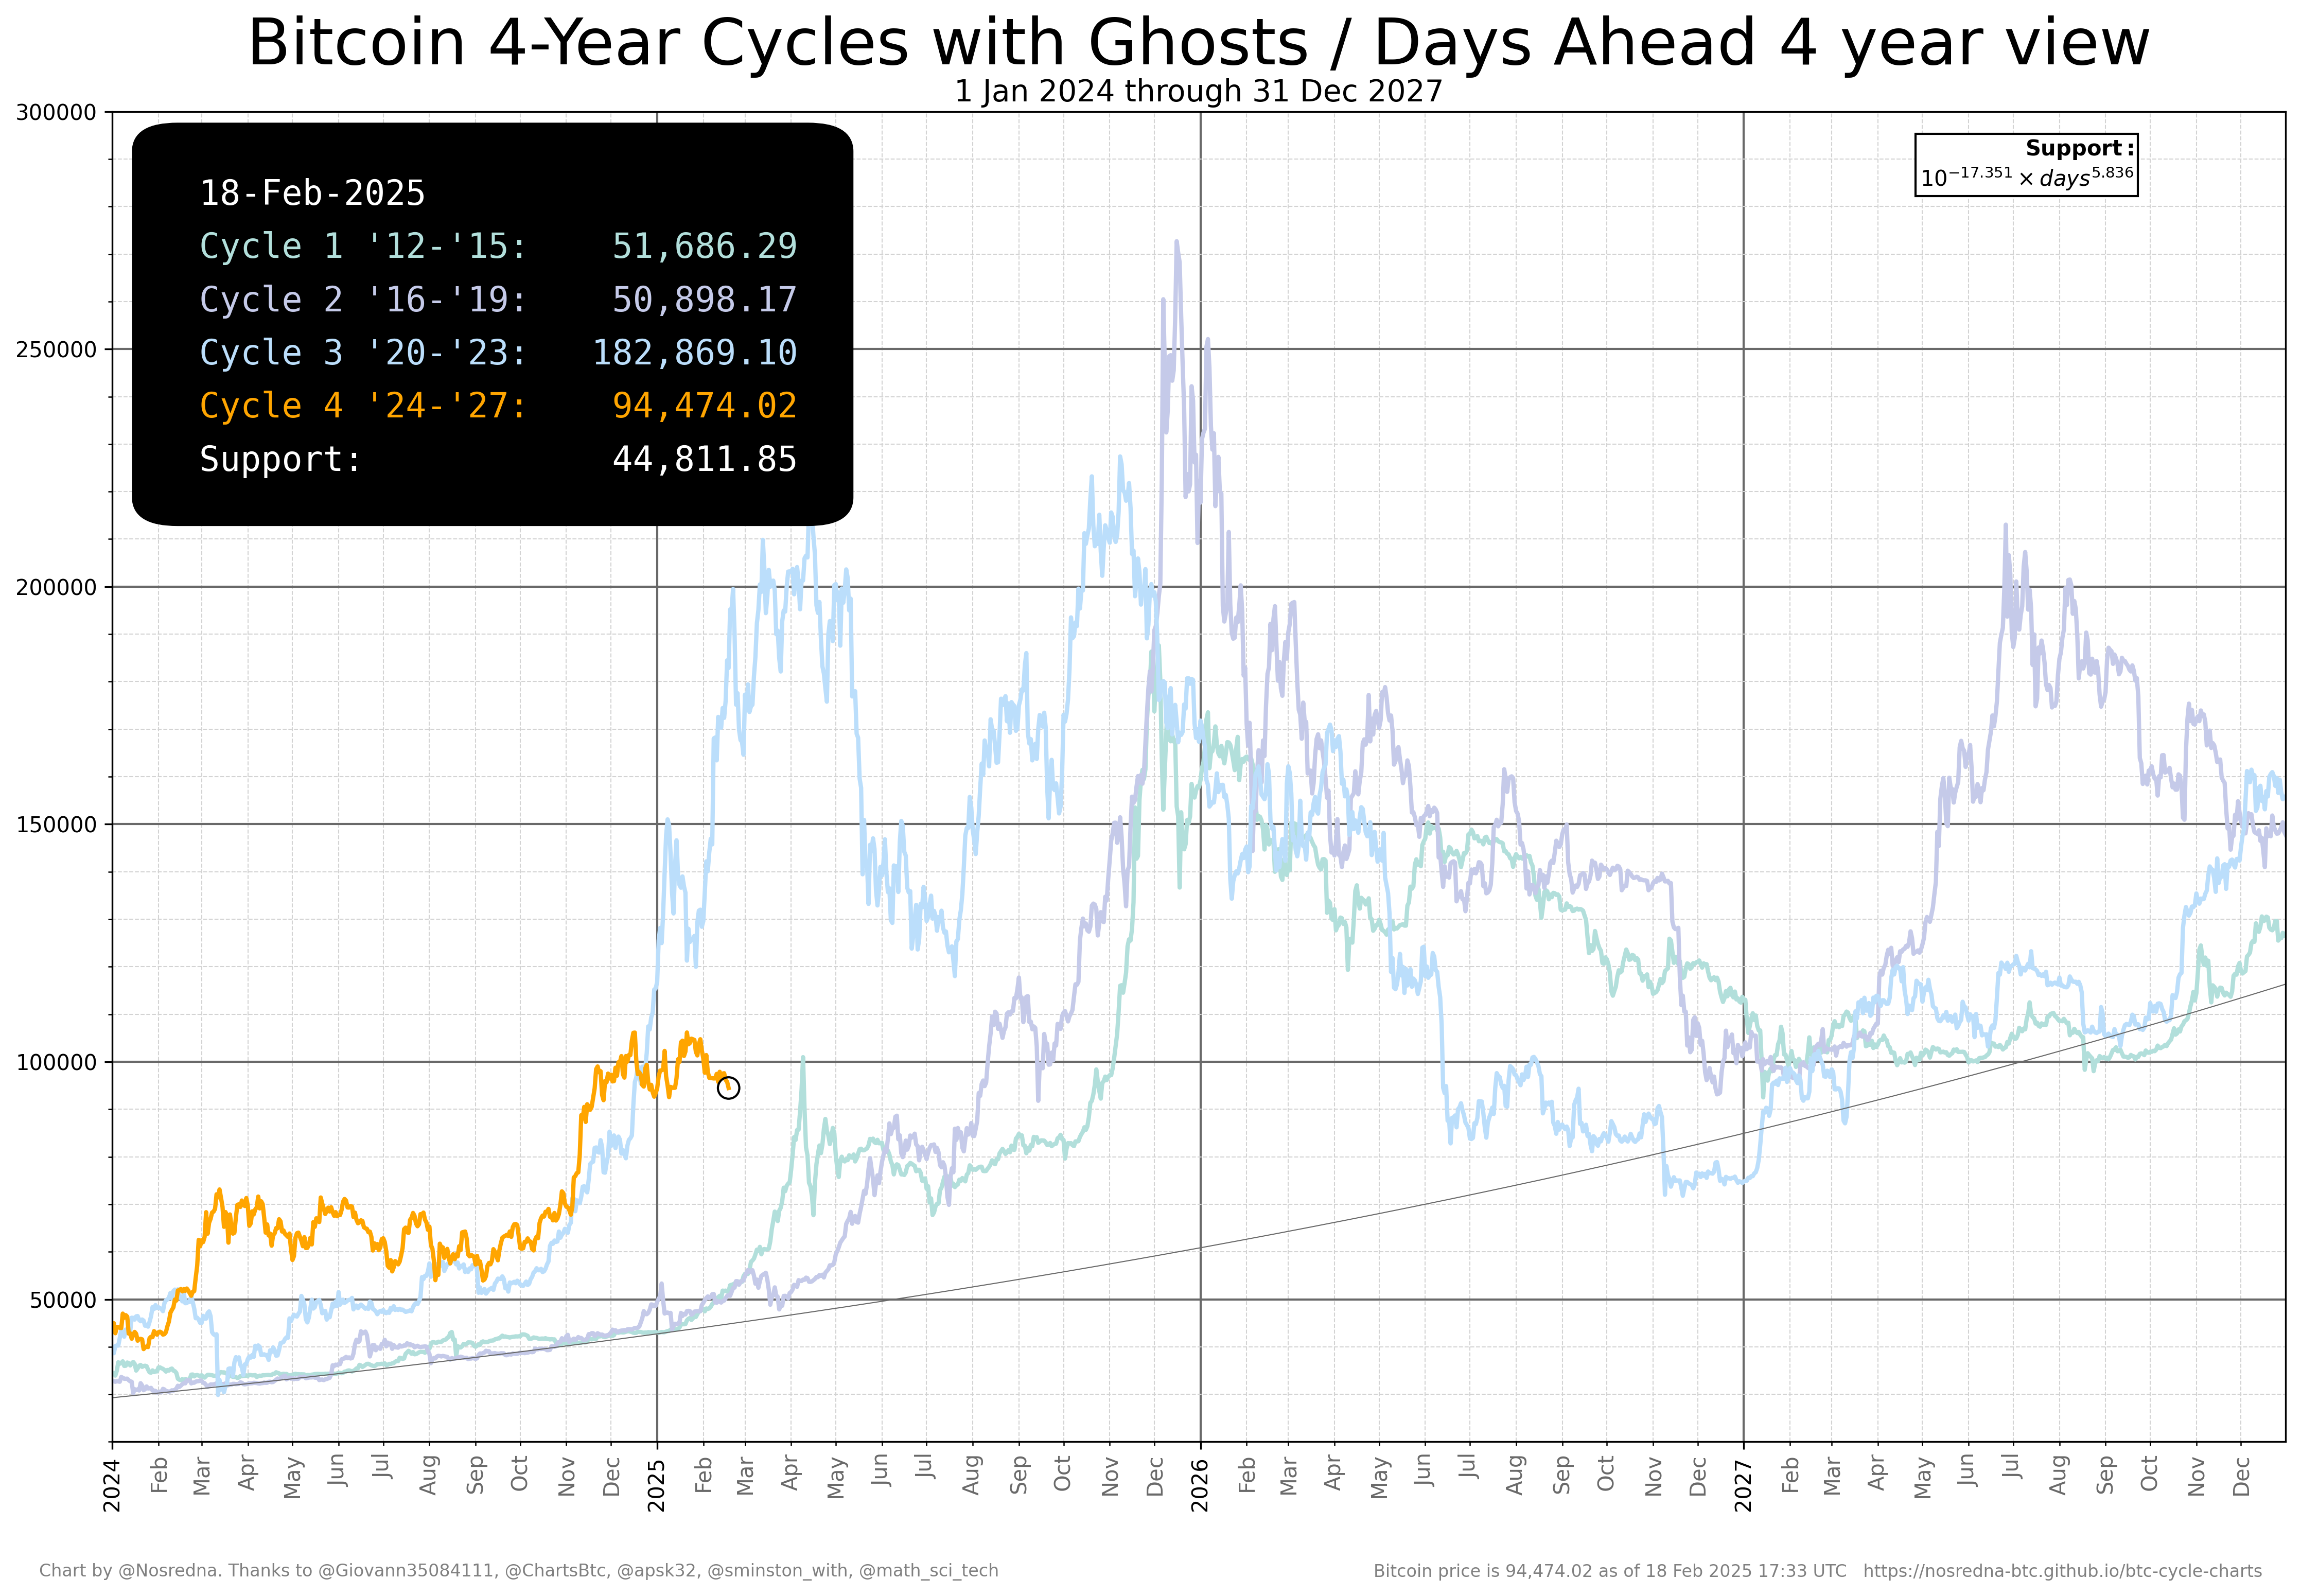 Bitcoin 4-Year Cycles with Ghosts / Days Ahead 4 year view
1 Jan 2024 through 31 Dec 2027
300000
250000
200000
150000
100000
50000
18-Feb-2025
Cycle 1 '12-'15: 51,686.29
Cycle 2 '16-'19: 50,898.17
Cycle 3 '20-'23: 182,869.10
Cycle 4 '24-'27: 94,474.02
Support: 44,811.85
Support:
10^−17.351 × days^5.836
2024 Feb Mar Apr May Jun Jul Aug Sep Oct Nov Dec 2025 Feb Mar Apr May Jun Jul Aug Sep Oct Nov Dec 2026 Feb Mar Apr May Jun Jul Aug Sep Oct Nov Dec 2027 Feb Mar Apr May Jun Jul Aug Sep Oct Nov Dec
Chart by @Nosredna. Thanks to @Giovann35084111, @ChartsBtc, @apsk32, @sminston_with, @math_sci_tech
Bitcoin price is 94,474.02 as of 18 Feb 2025 17:33 UTC https://nosredna-btc.github.io/btc-cycle-charts